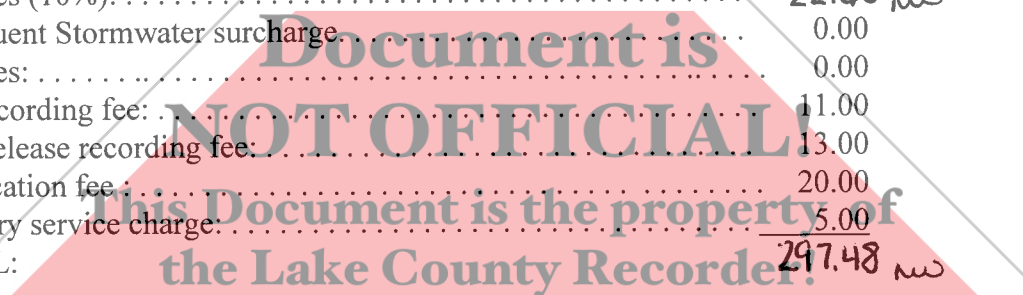 es (10%):
uent Stormwater surcharge 0.00
Document is
es: 0.00
cording fee: 11.00
NOT OFFICIAL!
elease recording fee: 13.00
cation fee : 20.00
This Document is the property of
ry service charge: 5.00
L: 297.48 nw
the Lake County Recorder!